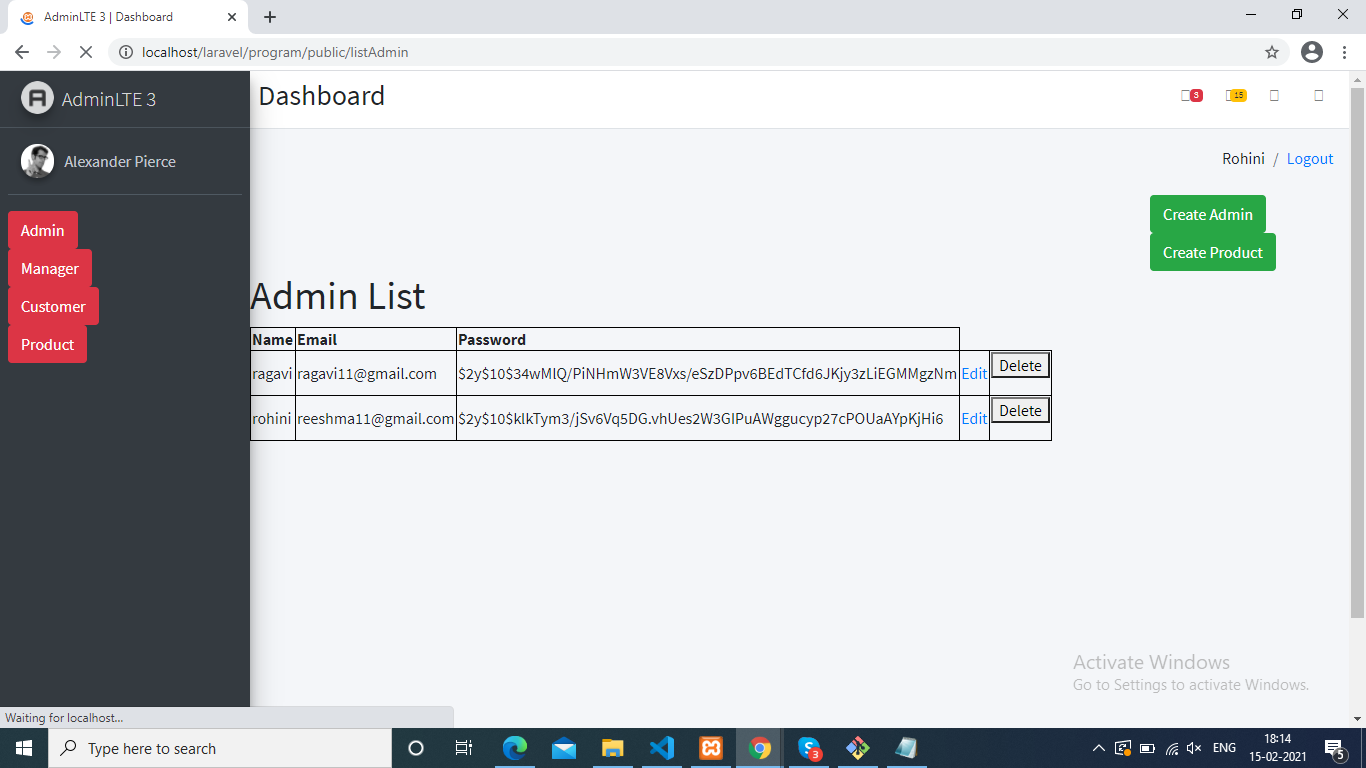 AdminLTE 3 | Dashboard
localhost/laravel/program/public/listAdmin
AdminLTE 3
Dashboard
3
15
Alexander Pierce
Rohini / Logout
Admin
Manager
Customer
Product
Create Admin
Create Product
Admin List
Name Email Password
ragavi ragavi11@gmail.com $2y$10$34wMlQ/PiNHmW3VE8Vxs/eSzDPpv6BEdTCfd6JKjy3zLiEGMMgzNm Edit Delete
rohini reeshma11@gmail.com $2y$10$klkTym3/jSv6Vq5DG.vhUes2W3GIPuAWggucyp27cPOUaAYpKjHi6 Edit Delete
Activate Windows
Go to Settings to activate Windows.
Waiting for localhost...
Type here to search
3
ENG
18:14
15-02-2021
5